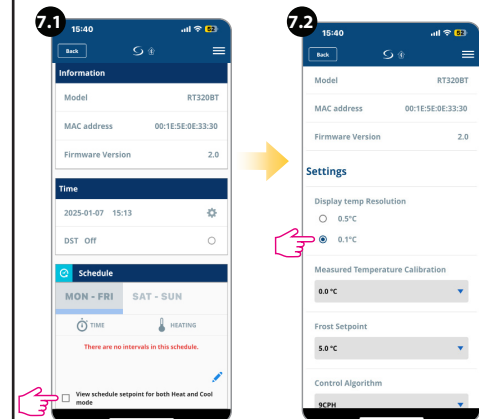 7.1
15:40
52
Back
Information
Model RT320BT
MAC address 00:1E:5E:0E:33:30
Firmware Version 2.0
Time
2025-01-07 15:13
DST Off
Schedule
MON - FRI SAT - SUN
TIME HEATING
There are no intervals in this schedule.
View schedule setpoint for both Heat and Cool
mode
7.2
15:40
52
Back
Model RT320BT
MAC address 00:1E:5E:0E:33:30
Firmware Version 2.0
Settings
Display temp Resolution
0.5°C
0.1°C
Measured Temperature Calibration
0.0 °C
Frost Setpoint
5.0 °C
Control Algorithm
9CPH